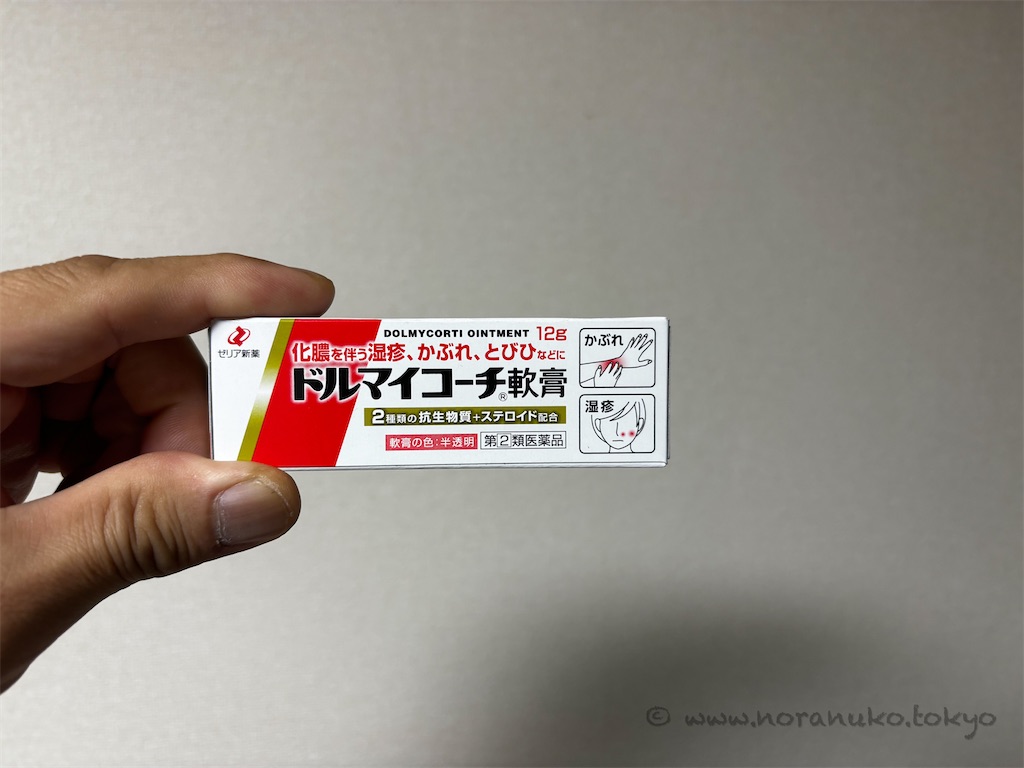 ゼリア新薬
DOLMYCORTI OINTMENT 12g
化膿を伴う湿疹、かぶれ、とびひなどに
ドルマイコーチ®軟膏
2種類の抗生物質+ステロイド配合
軟膏の色:半透明 第②類医薬品
かぶれ
湿疹
© www.noranuko.tokyo